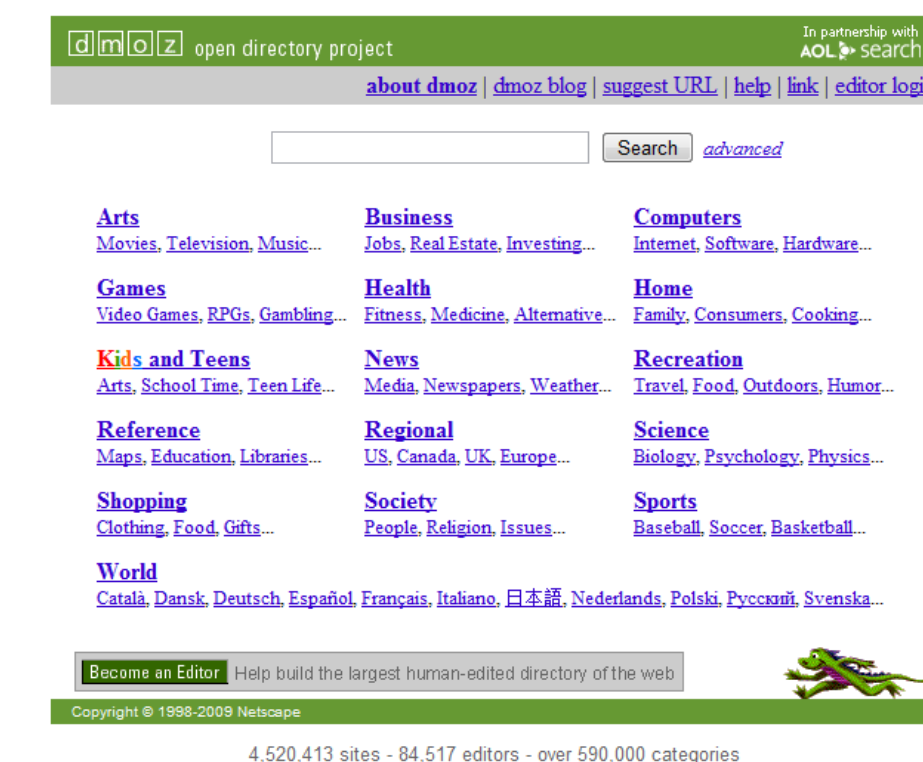 dmoz open directory project
In partnership with
AOL search
about dmoz | dmoz blog | suggest URL | help | link | editor logi
Search advanced
Arts Business Computers
Movies, Television, Music... Jobs, Real Estate, Investing... Internet, Software, Hardware...
Games Health Home
Video Games, RPGs, Gambling... Fitness, Medicine, Alternative... Family, Consumers, Cooking...
Kids and Teens News Recreation
Arts, School Time, Teen Life... Media, Newspapers, Weather... Travel, Food, Outdoors, Humor...
Reference Regional Science
Maps, Education, Libraries... US, Canada, UK, Europe... Biology, Psychology, Physics...
Shopping Society Sports
Clothing, Food, Gifts... People, Religion, Issues... Baseball, Soccer, Basketball...
World
Català, Dansk, Deutsch, Español, Français, Italiano, 日本語, Nederlands, Polski, Русский, Svenska...
Become an Editor Help build the largest human-edited directory of the web
Copyright © 1998-2009 Netscape
4,520,413 sites - 84,517 editors - over 590,000 categories